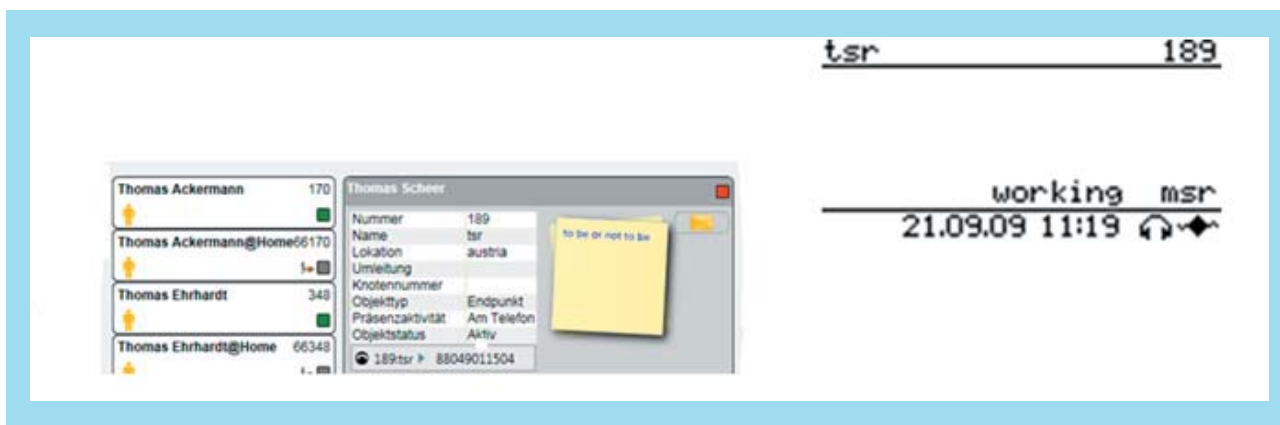 tsr 189
working msr
21.09.09 11:19
Thomas Ackermann 170
Thomas Ackermann@Home66170
Thomas Ehrhardt 348
Thomas Ehrhardt@Home 66348
Thomas Scheer
Nummer 189
Name tsr
Lokation austria
Umleitung
Knotennummer
Objekttyp Endpunkt
Präsenzaktivität Am Telefon
Objektstatus Aktiv
189:tsr 88049011504
to be or not to be